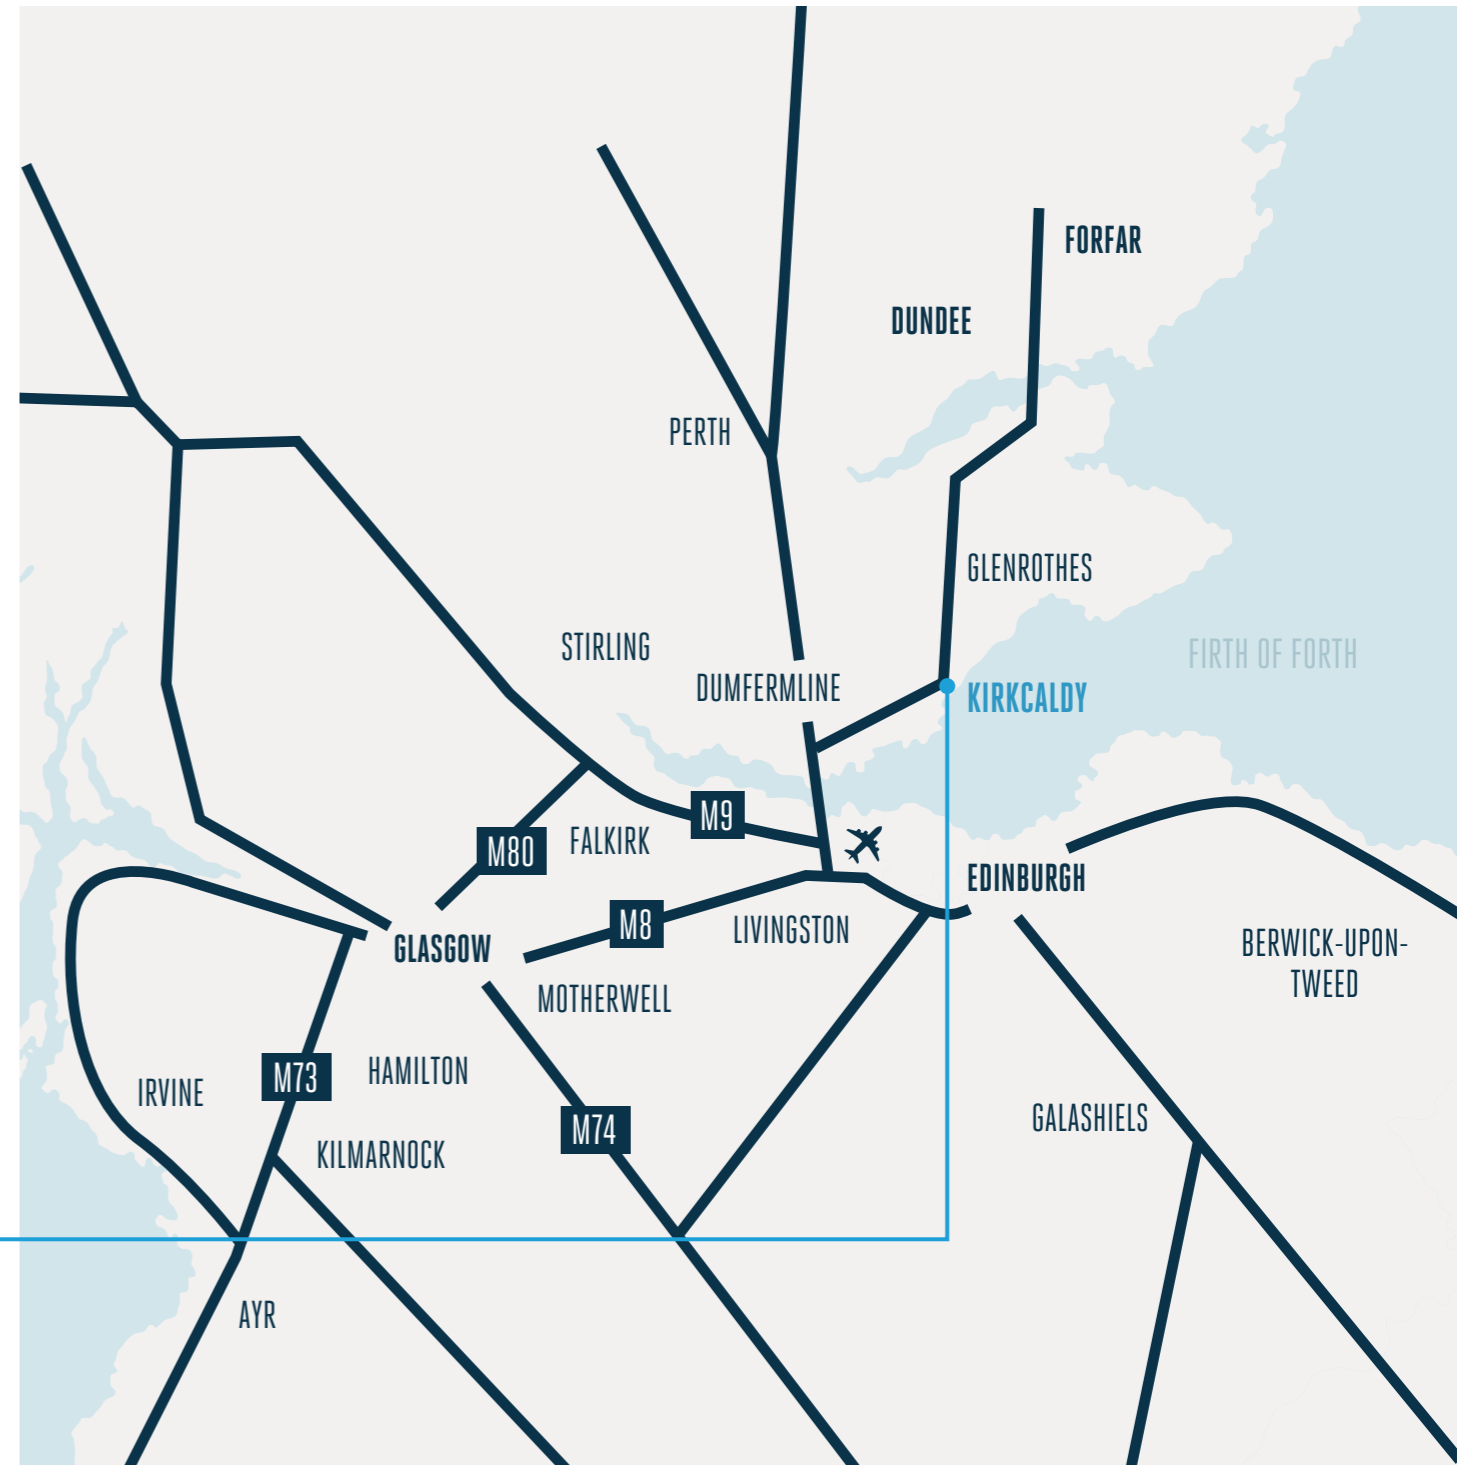 FORFAR
DUNDEE
PERTH
GLENROTHES
STIRLING
FIRTH OF FORTH
DUMFERMLINE
KIRKCALDY
M9
M80
FALKIRK
EDINBURGH
M8
LIVINGSTON
GLASGOW
BERWICK-UPON-
TWEED
MOTHERWELL
M73
HAMILTON
IRVINE
GALASHIELS
M74
KILMARNOCK
AYR